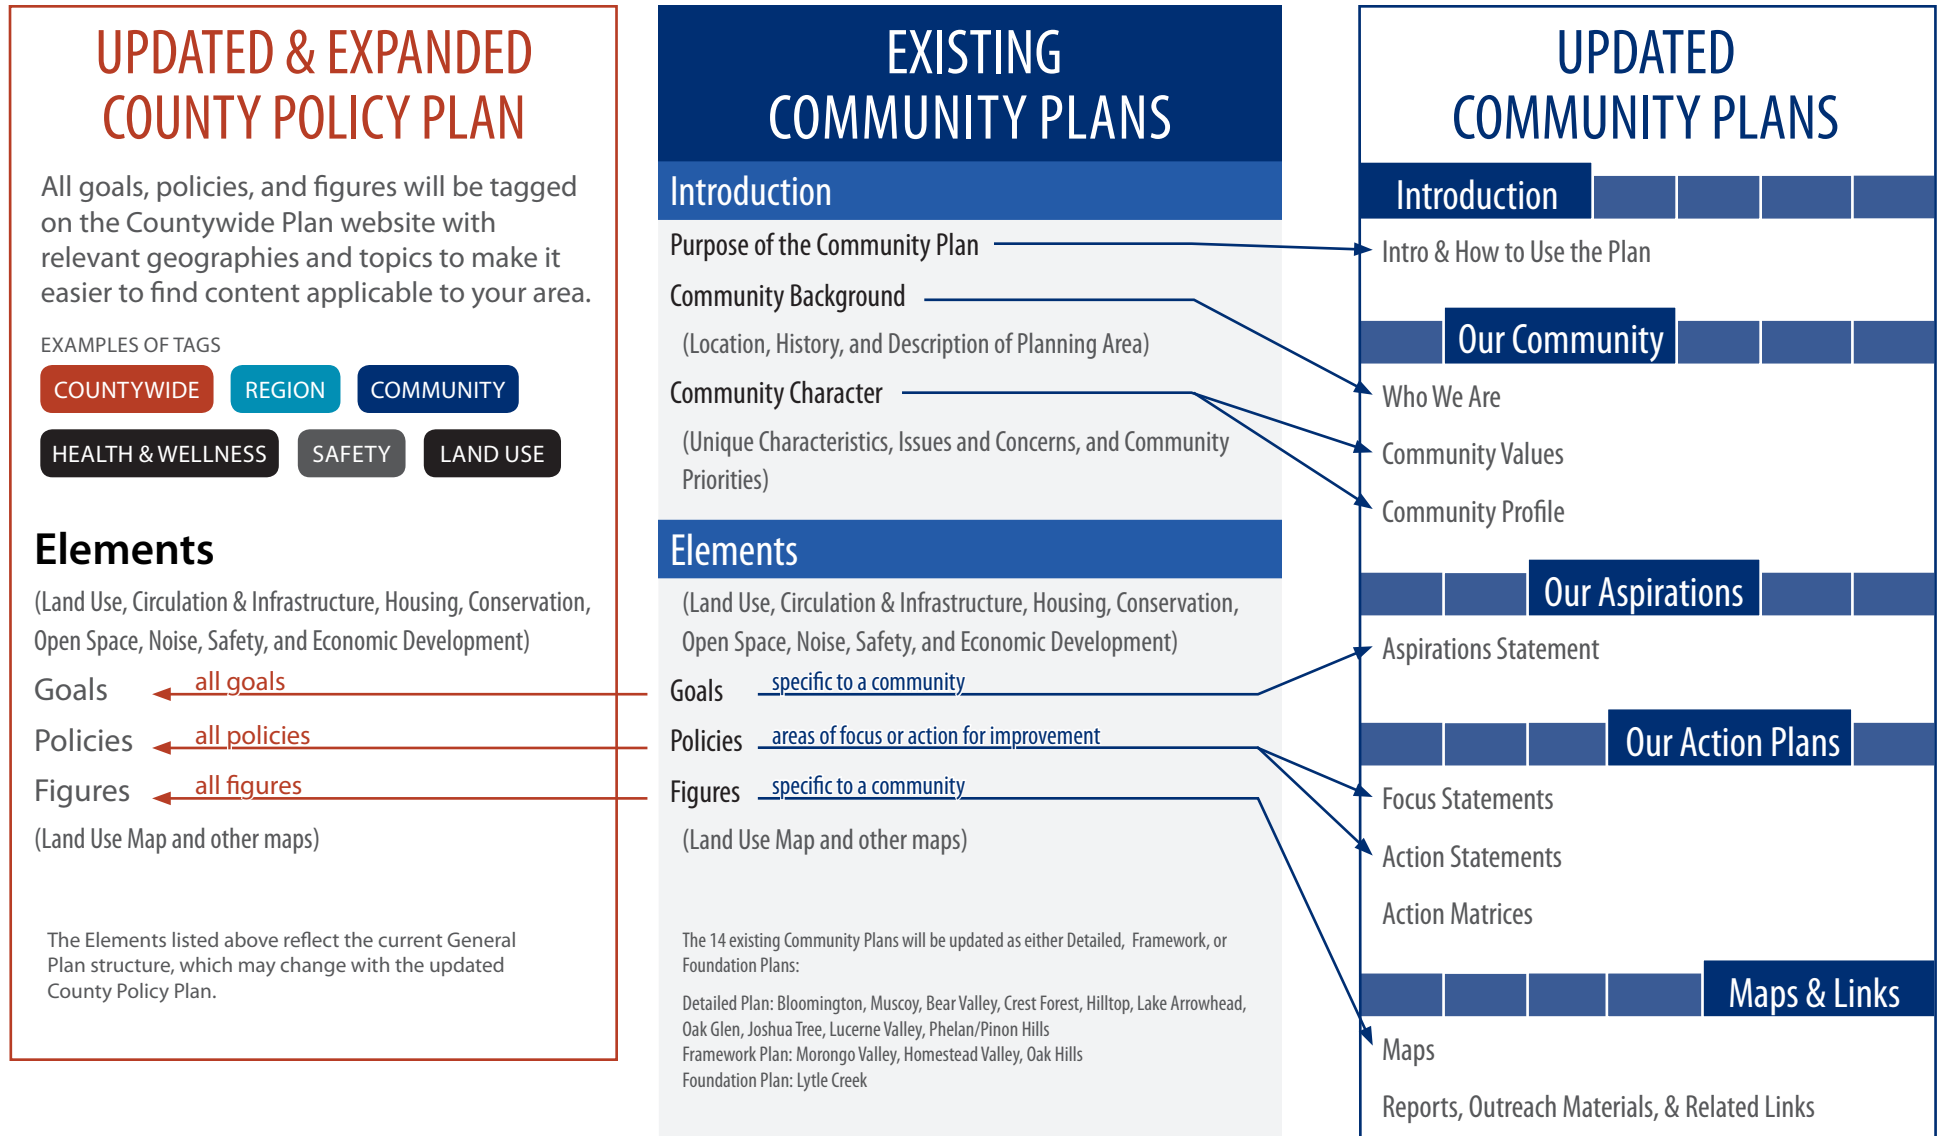 UPDATED & EXPANDED
COUNTY POLICY PLAN
All goals, policies, and figures will be tagged
on the Countywide Plan website with
relevant geographies and topics to make it
easier to find content applicable to your area.
EXAMPLES OF TAGS
COUNTYWIDE
REGION
COMMUNITY
HEALTH & WELLNESS
SAFETY
LAND USE
Elements
(Land Use, Circulation & Infrastructure, Housing, Conservation,
Open Space, Noise, Safety, and Economic Development)
Goals
all goals
Policies
all policies
Figures
all figures
(Land Use Map and other maps)
The Elements listed above reflect the current General
Plan structure, which may change with the updated
County Policy Plan.
EXISTING
COMMUNITY PLANS
Introduction
Purpose of the Community Plan
Community Background
(Location, History, and Description of Planning Area)
Community Character
(Unique Characteristics, Issues and Concerns, and Community
Priorities)
Elements
(Land Use, Circulation & Infrastructure, Housing, Conservation,
Open Space, Noise, Safety, and Economic Development)
Goals
specific to a community
Policies
areas of focus or action for improvement
Figures
specific to a community
(Land Use Map and other maps)
The 14 existing Community Plans will be updated as either Detailed, Framework, or
Foundation Plans:
Detailed Plan: Bloomington, Muscoy, Bear Valley, Crest Forest, Hilltop, Lake Arrowhead,
Oak Glen, Joshua Tree, Lucerne Valley, Phelan/Pinon Hills
Framework Plan: Morongo Valley, Homestead Valley, Oak Hills
Foundation Plan: Lytle Creek
UPDATED
COMMUNITY PLANS
Introduction
Intro & How to Use the Plan
Our Community
Who We Are
Community Values
Community Profile
Our Aspirations
Aspirations Statement
Our Action Plans
Focus Statements
Action Statements
Action Matrices
Maps & Links
Maps
Reports, Outreach Materials, & Related Links